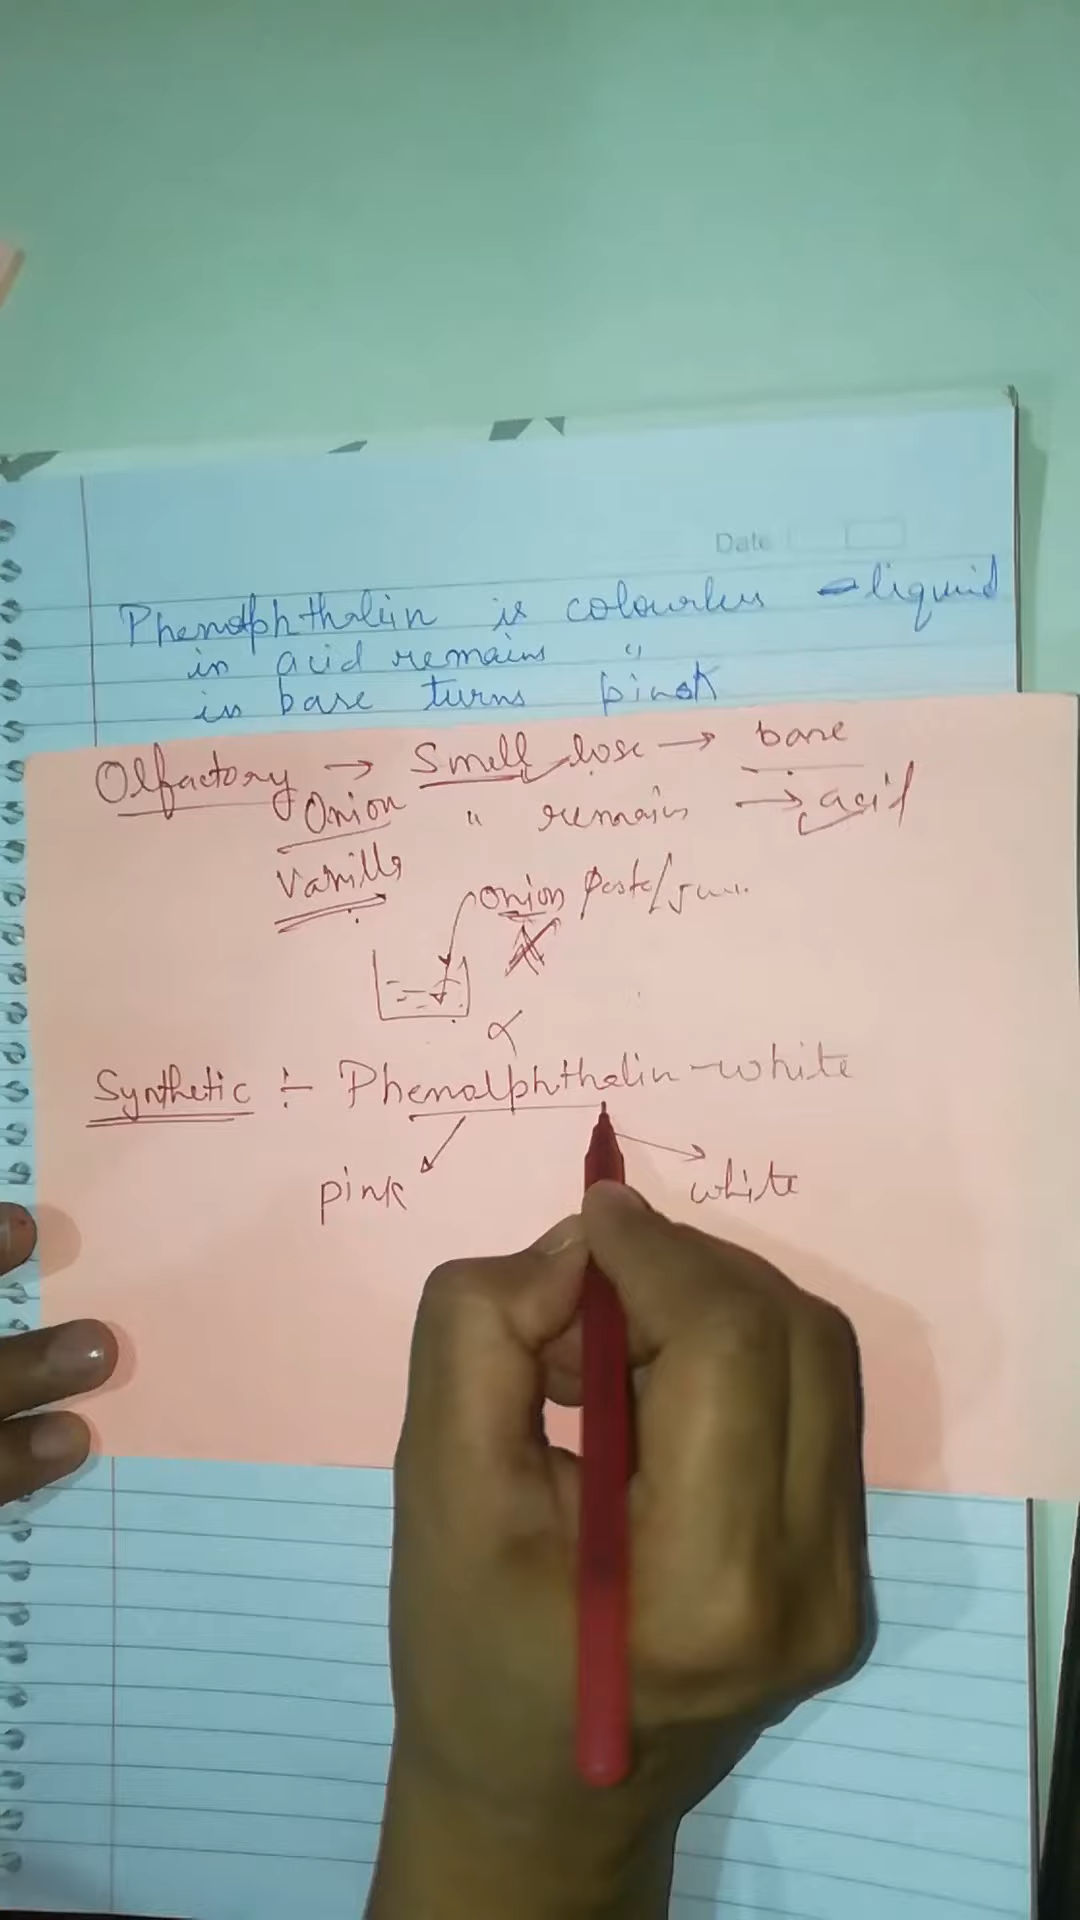 Date
Phenolphthalein is colourless - liquid
in acid remains "
in base turns pink
Olfactory → Smell lose → base
Onion " remains → acid
Vanilla
onion paste/
Synthetic :- Phenalphthalin - white
pink white